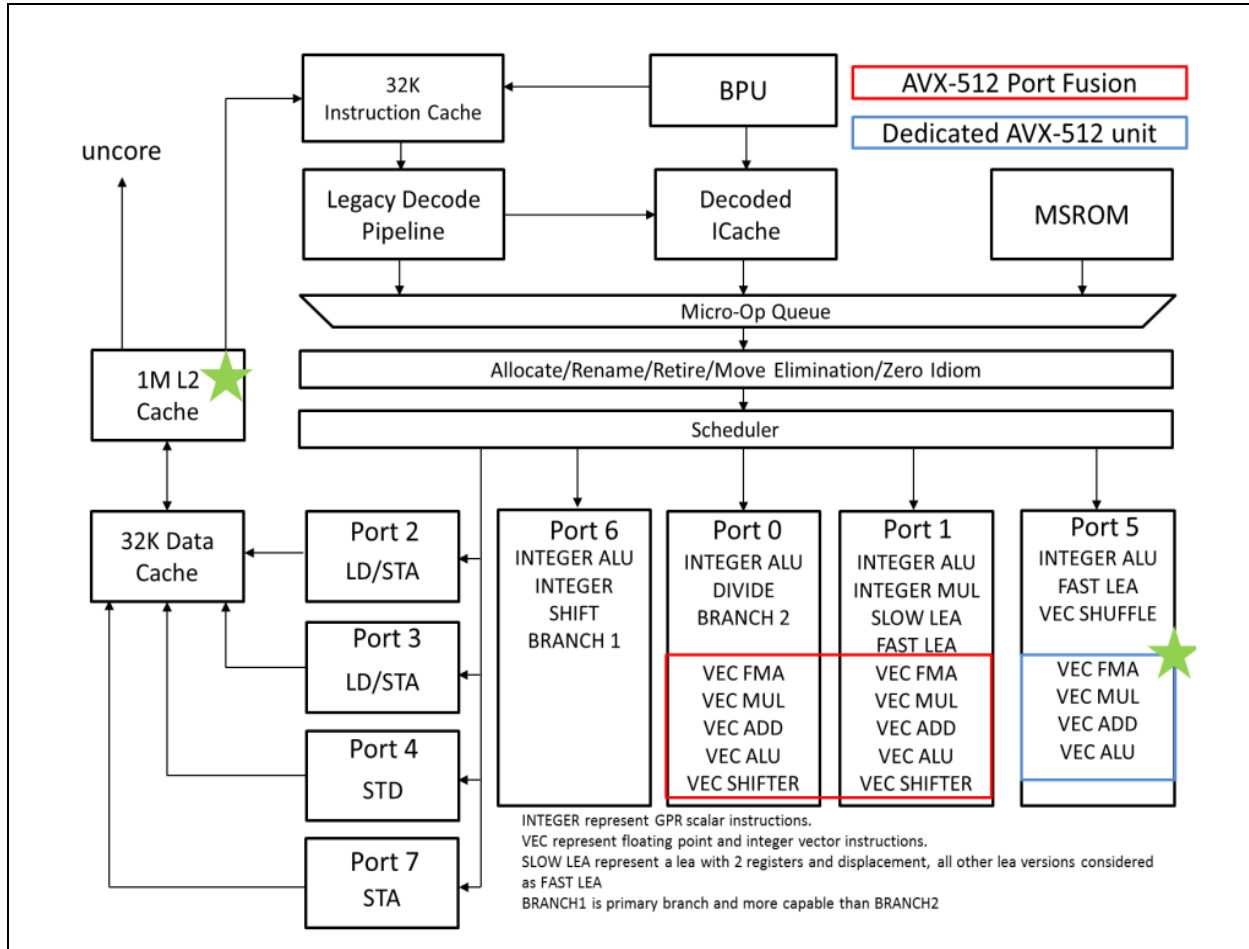 32K
Instruction Cache
BPU
AVX-512 Port Fusion
Dedicated AVX-512 unit
uncore
Legacy Decode
Pipeline
Decoded
ICache
MSROM
Micro-Op Queue
1M L2
Cache
Allocate/Rename/Retire/Move Elimination/Zero Idiom
Scheduler
32K Data
Cache
Port 2
LD/STA
Port 3
LD/STA
Port 4
STD
Port 7
STA
Port 6
INTEGER ALU
INTEGER
SHIFT
BRANCH 1
Port 0
INTEGER ALU
DIVIDE
BRANCH 2
VEC FMA
VEC MUL
VEC ADD
VEC ALU
VEC SHIFTER
Port 1
INTEGER ALU
INTEGER MUL
SLOW LEA
FAST LEA
VEC FMA
VEC MUL
VEC ADD
VEC ALU
VEC SHIFTER
Port 5
INTEGER ALU
FAST LEA
VEC SHUFFLE
VEC FMA
VEC MUL
VEC ADD
VEC ALU
INTEGER represent GPR scalar instructions.
VEC represent floating point and integer vector instructions.
SLOW LEA represent a lea with 2 registers and displacement, all other lea versions considered
as FAST LEA
BRANCH1 is primary branch and more capable than BRANCH2